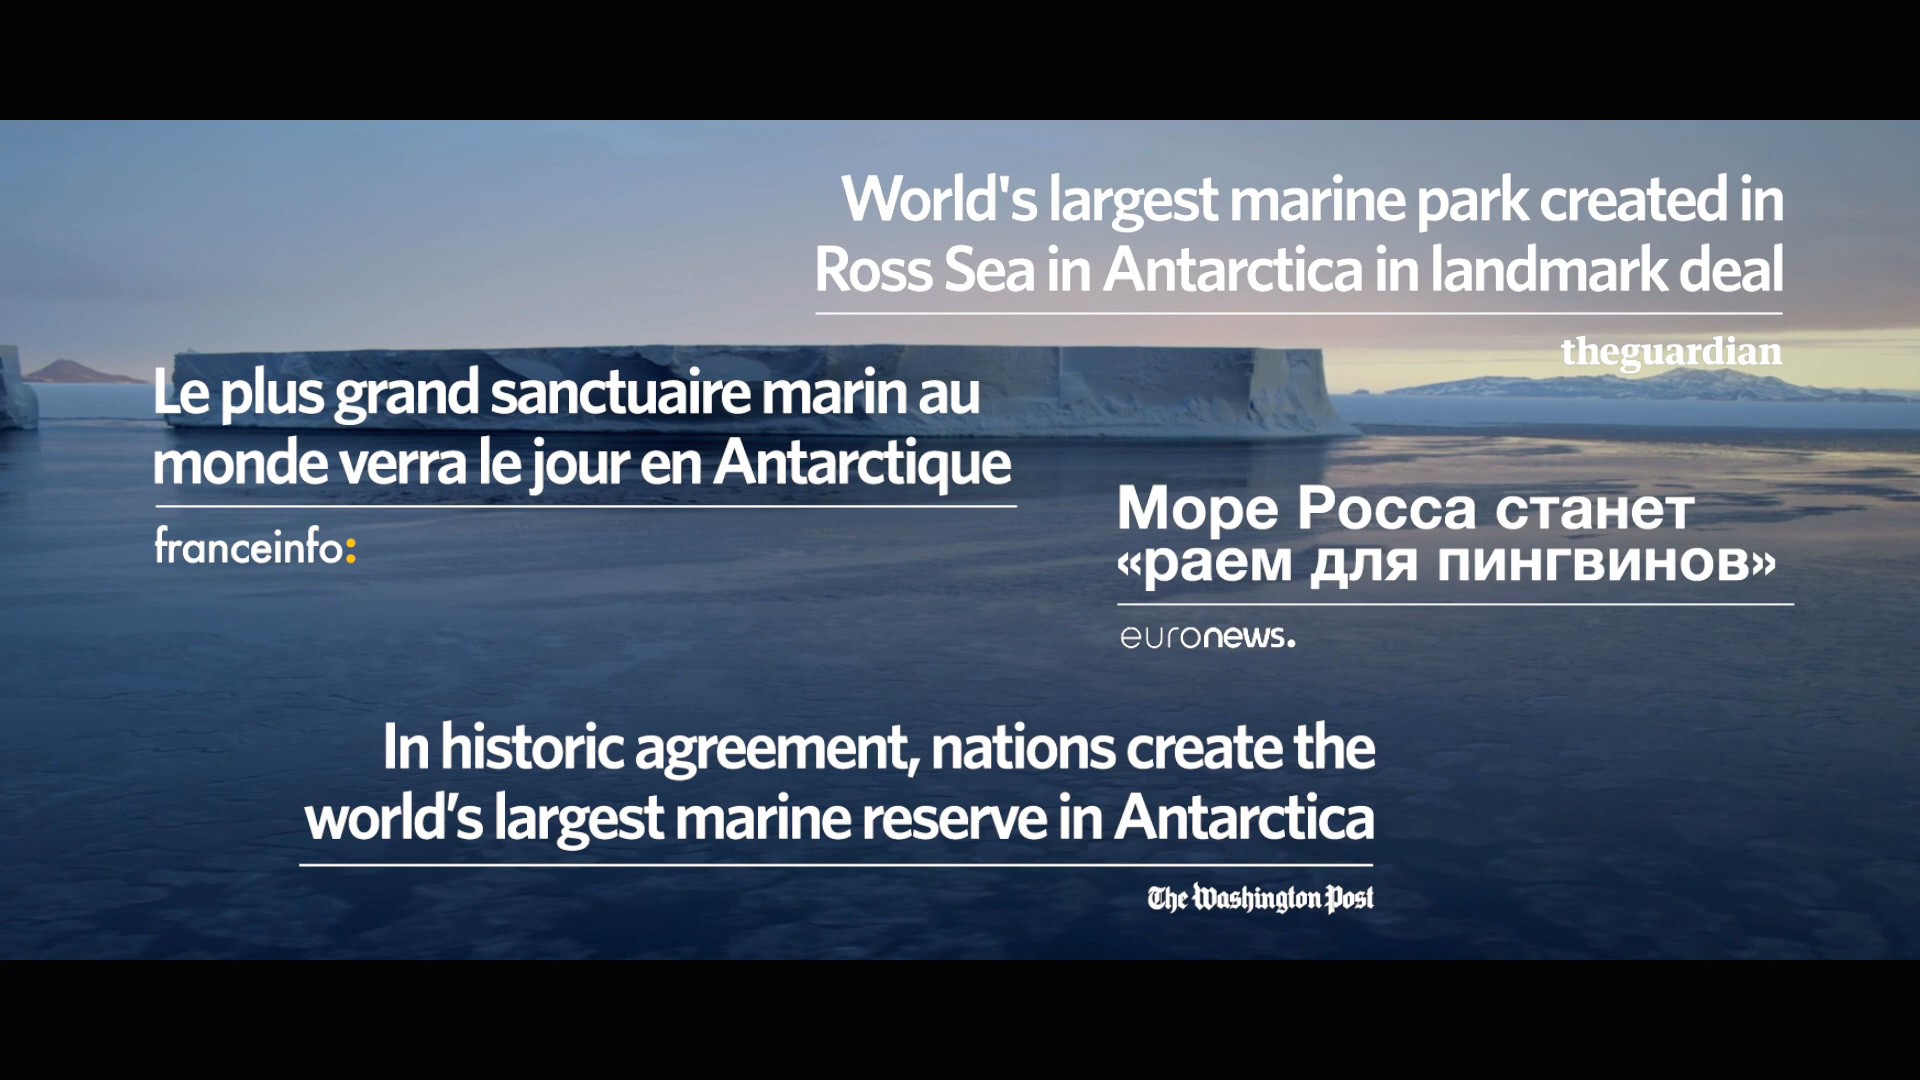 World's largest marine park created in
Ross Sea in Antarctica in landmark deal
theguardian
Le plus grand sanctuaire marin au
monde verra le jour en Antarctique
franceinfo:
Море Росса станет
«раем для пингвинов»
euronews.
In historic agreement, nations create the
world’s largest marine reserve in Antarctica
The Washington Post